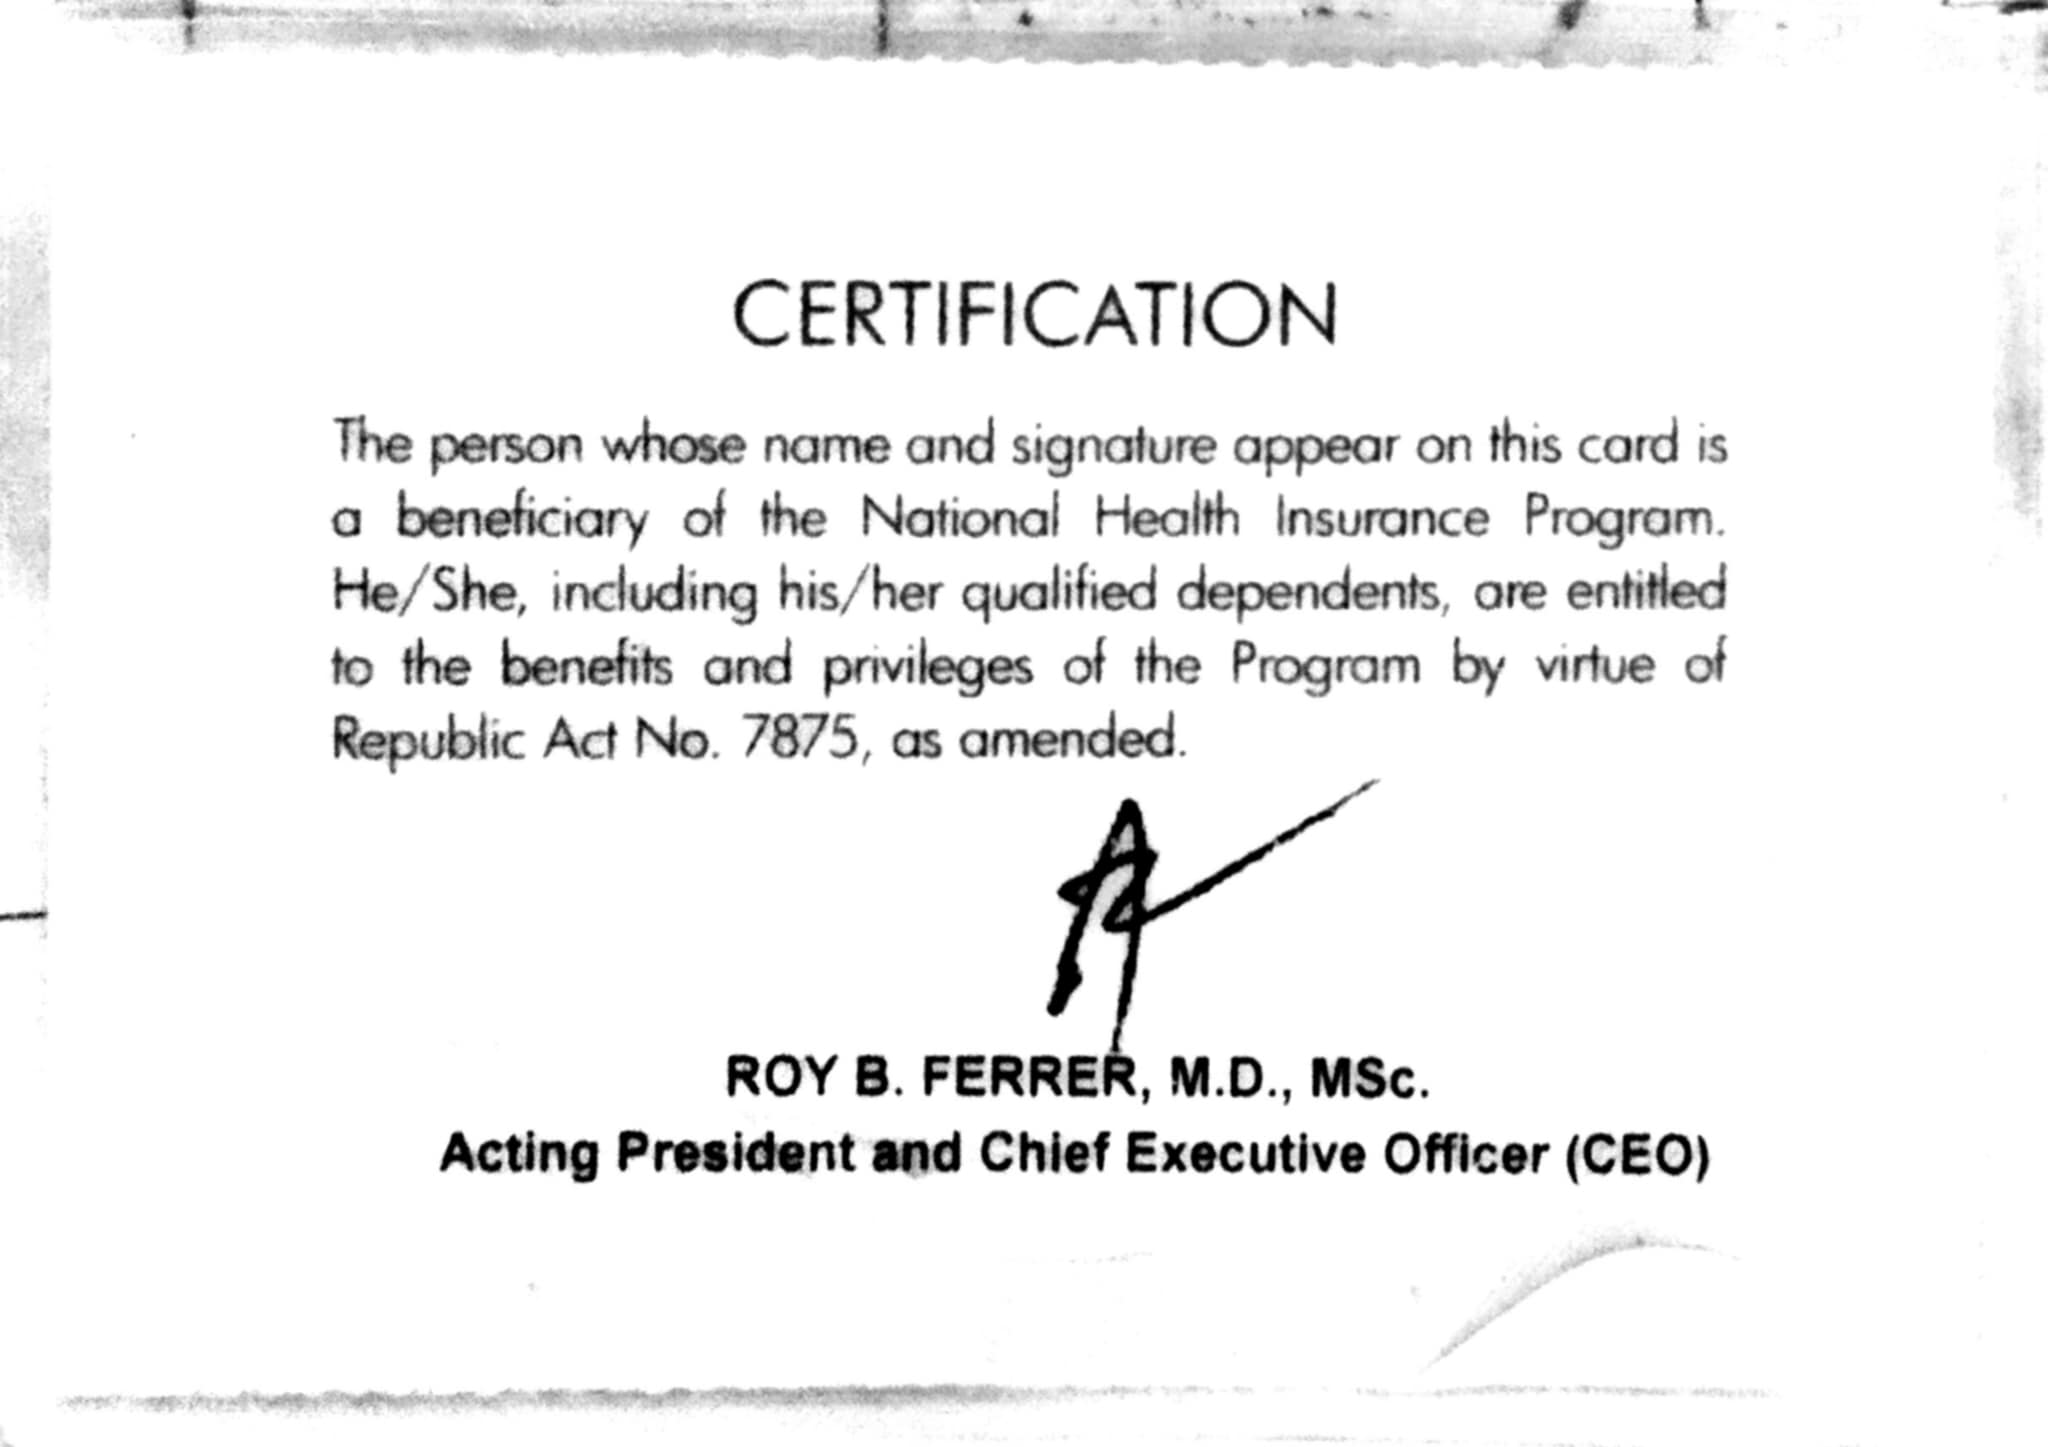 CERTIFICATION
The person whose name and signature appear on this card is
a beneficiary of the National Health Insurance Program.
He/She, including his/her qualified dependents, are entitled
to the benefits and privileges of the Program by virtue of
Republic Act No. 7875, as amended.
ROY B. FERRER, M.D., MSc.
Acting President and Chief Executive Officer (CEO)